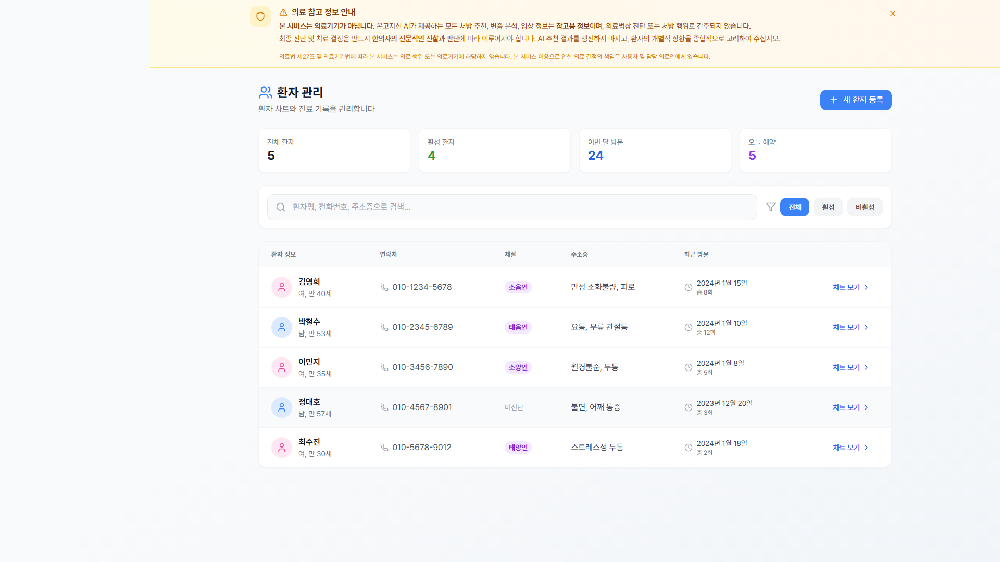 의료 참고 정보 안내
본 서비스는 의료기기가 아닙니다. 온고지신 AI가 제공하는 모든 처방 추천, 변증 분석, 임상 정보는 참고용 정보이며, 의료법상 진단 또는 처방 행위로 간주되지 않습니다.
최종 진단 및 치료 결정은 반드시 한의사의 전문적인 진찰과 판단에 따라 이루어져야 합니다. AI 추천 결과를 맹신하지 마시고, 환자의 개별적 상황을 종합적으로 고려하여 주십시오.
의료법 제27조 및 의료기기법에 따라 본 서비스는 의료 행위 또는 의료기기에 해당하지 않습니다. 본 서비스 이용으로 인한 의료 결정의 책임은 사용자 및 담당 의료인에게 있습니다.
환자 관리
환자 차트와 진료 기록을 관리합니다
새 환자 등록
전체 환자
5
활성 환자
4
이번 달 방문
24
오늘 예약
5
환자명, 전화번호, 주소증으로 검색...
전체 활성 비활성
환자 정보 연락처 체질 주소증 최근 방문
김영희
여, 만 40세
010-1234-5678
소음인
만성 소화불량, 피로
2024년 1월 15일
총 8회
차트 보기
박철수
남, 만 53세
010-2345-6789
태음인
요통, 무릎 관절통
2024년 1월 10일
총 12회
차트 보기
이민지
여, 만 35세
010-3456-7890
소양인
월경불순, 두통
2024년 1월 8일
총 5회
차트 보기
정대호
남, 만 57세
010-4567-8901
미진단
불면, 어깨 통증
2023년 12월 20일
총 3회
차트 보기
최수진
여, 만 30세
010-5678-9012
태양인
스트레스성 두통
2024년 1월 18일
총 2회
차트 보기